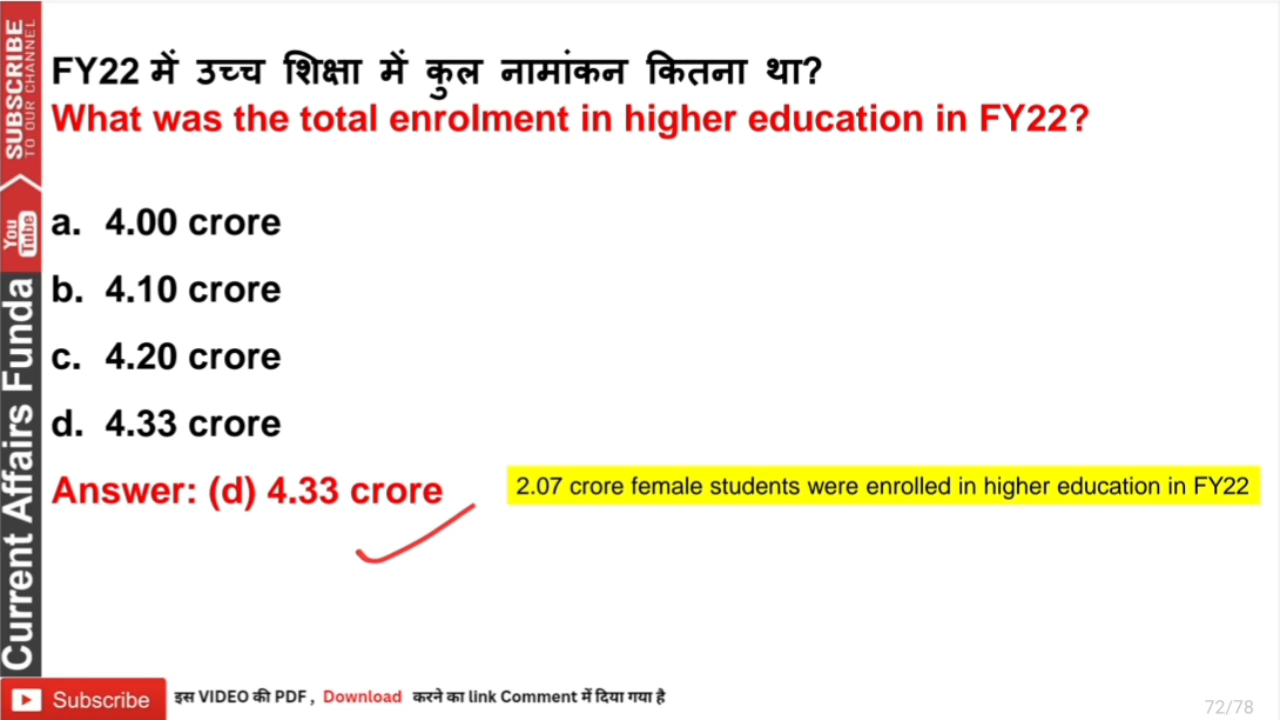 SUBSCRIBE
TO OUR CHANNEL
You
Tube
Current Affairs Funda
FY22 में उच्च शिक्षा में कुल नामांकन कितना था?
What was the total enrolment in higher education in FY22?
a. 4.00 crore
b. 4.10 crore
c. 4.20 crore
d. 4.33 crore
Answer: (d) 4.33 crore
2.07 crore female students were enrolled in higher education in FY22
Subscribe
इस VIDEO की PDF , Download करने का link Comment में दिया गया है
72/78